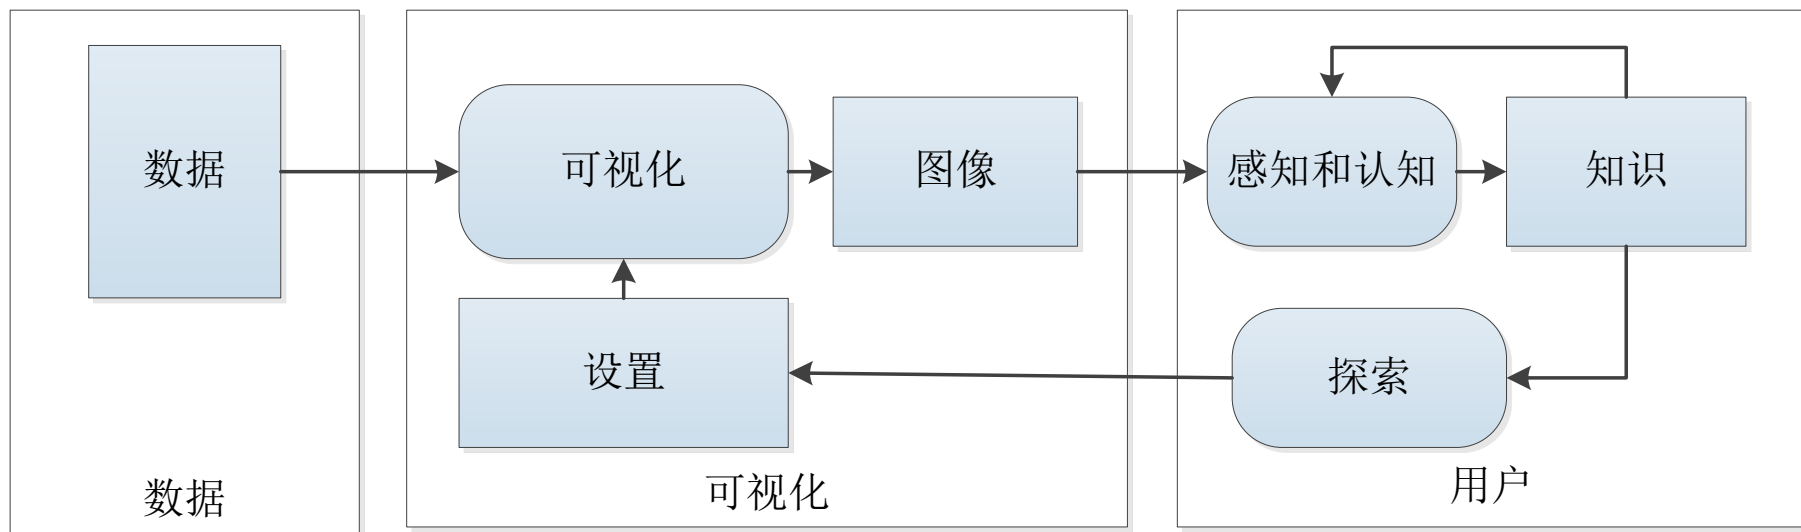 数据
可视化
图像
感知和认知
知识
设置
探索
数据
可视化
用户